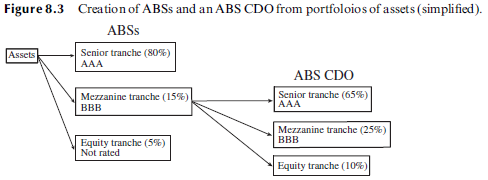 Figure 8.3 Creation of ABSs and an ABS CDO from portfoloios of assets (simplified).
ABSs
Assets
Senior tranche (80%)
AAA
Mezzanine tranche (15%)
BBB
Equity tranche (5%)
Not rated
ABS CDO
Senior tranche (65%)
AAA
Mezzanine tranche (25%)
BBB
Equity tranche (10%)